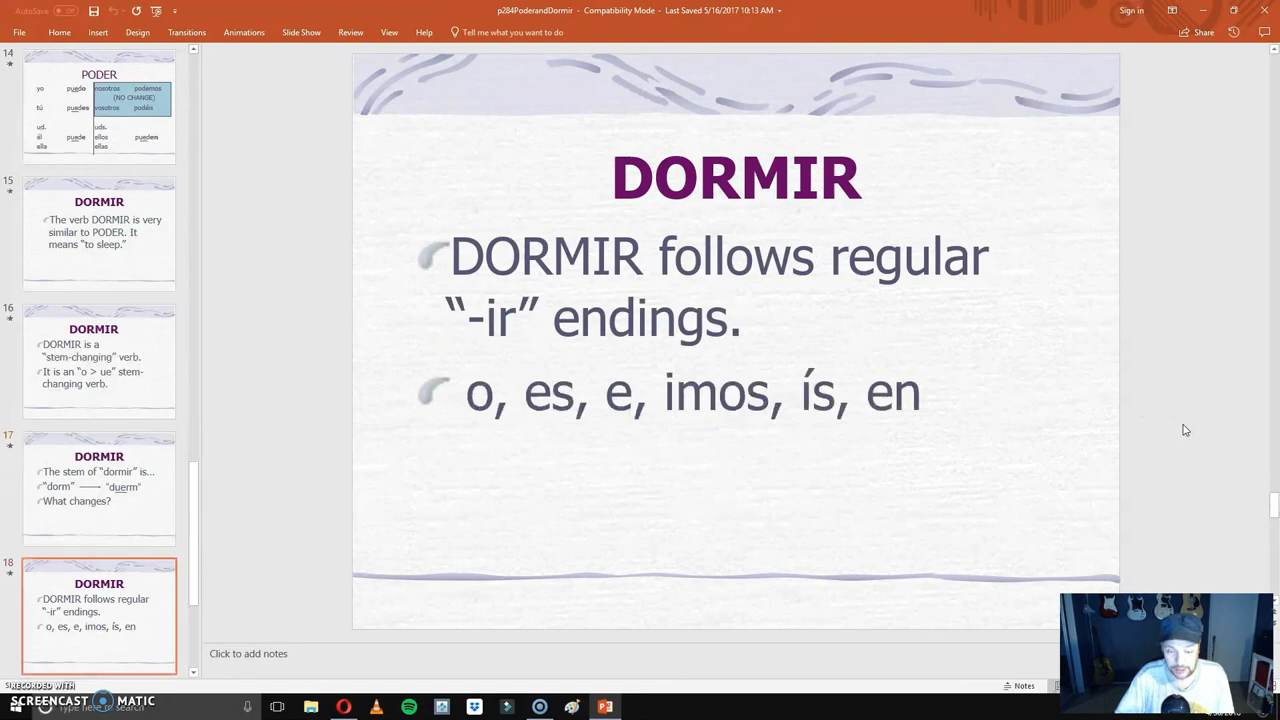 AutoSave Off
p284PoderandDormir - Compatibility Mode - Last Saved 5/16/2017 10:13 AM
Sign in
File Home Insert Design Transitions Animations Slide Show Review View Help Tell me what you want to do
Share
14
PODER
yo puedo nosotros podemos
(NO CHANGE)
tú puedes vosotros podéis
ud. uds.
él puede ellos pueden
ella ellas
15
DORMIR
The verb DORMIR is very
similar to PODER. It
means "to sleep."
16
DORMIR
DORMIR is a
"stem-changing" verb.
It is an "o > ue" stem-
changing verb.
17
DORMIR
The stem of "dormir" is...
"dorm" "duerm"
What changes?
18
DORMIR
DORMIR follows regular
"-ir" endings.
o, es, e, imos, ís, en
DORMIR
DORMIR follows regular
“-ir” endings.
o, es, e, imos, ís, en
Click to add notes
Notes
RECORDED WITH
SCREENCAST MATIC